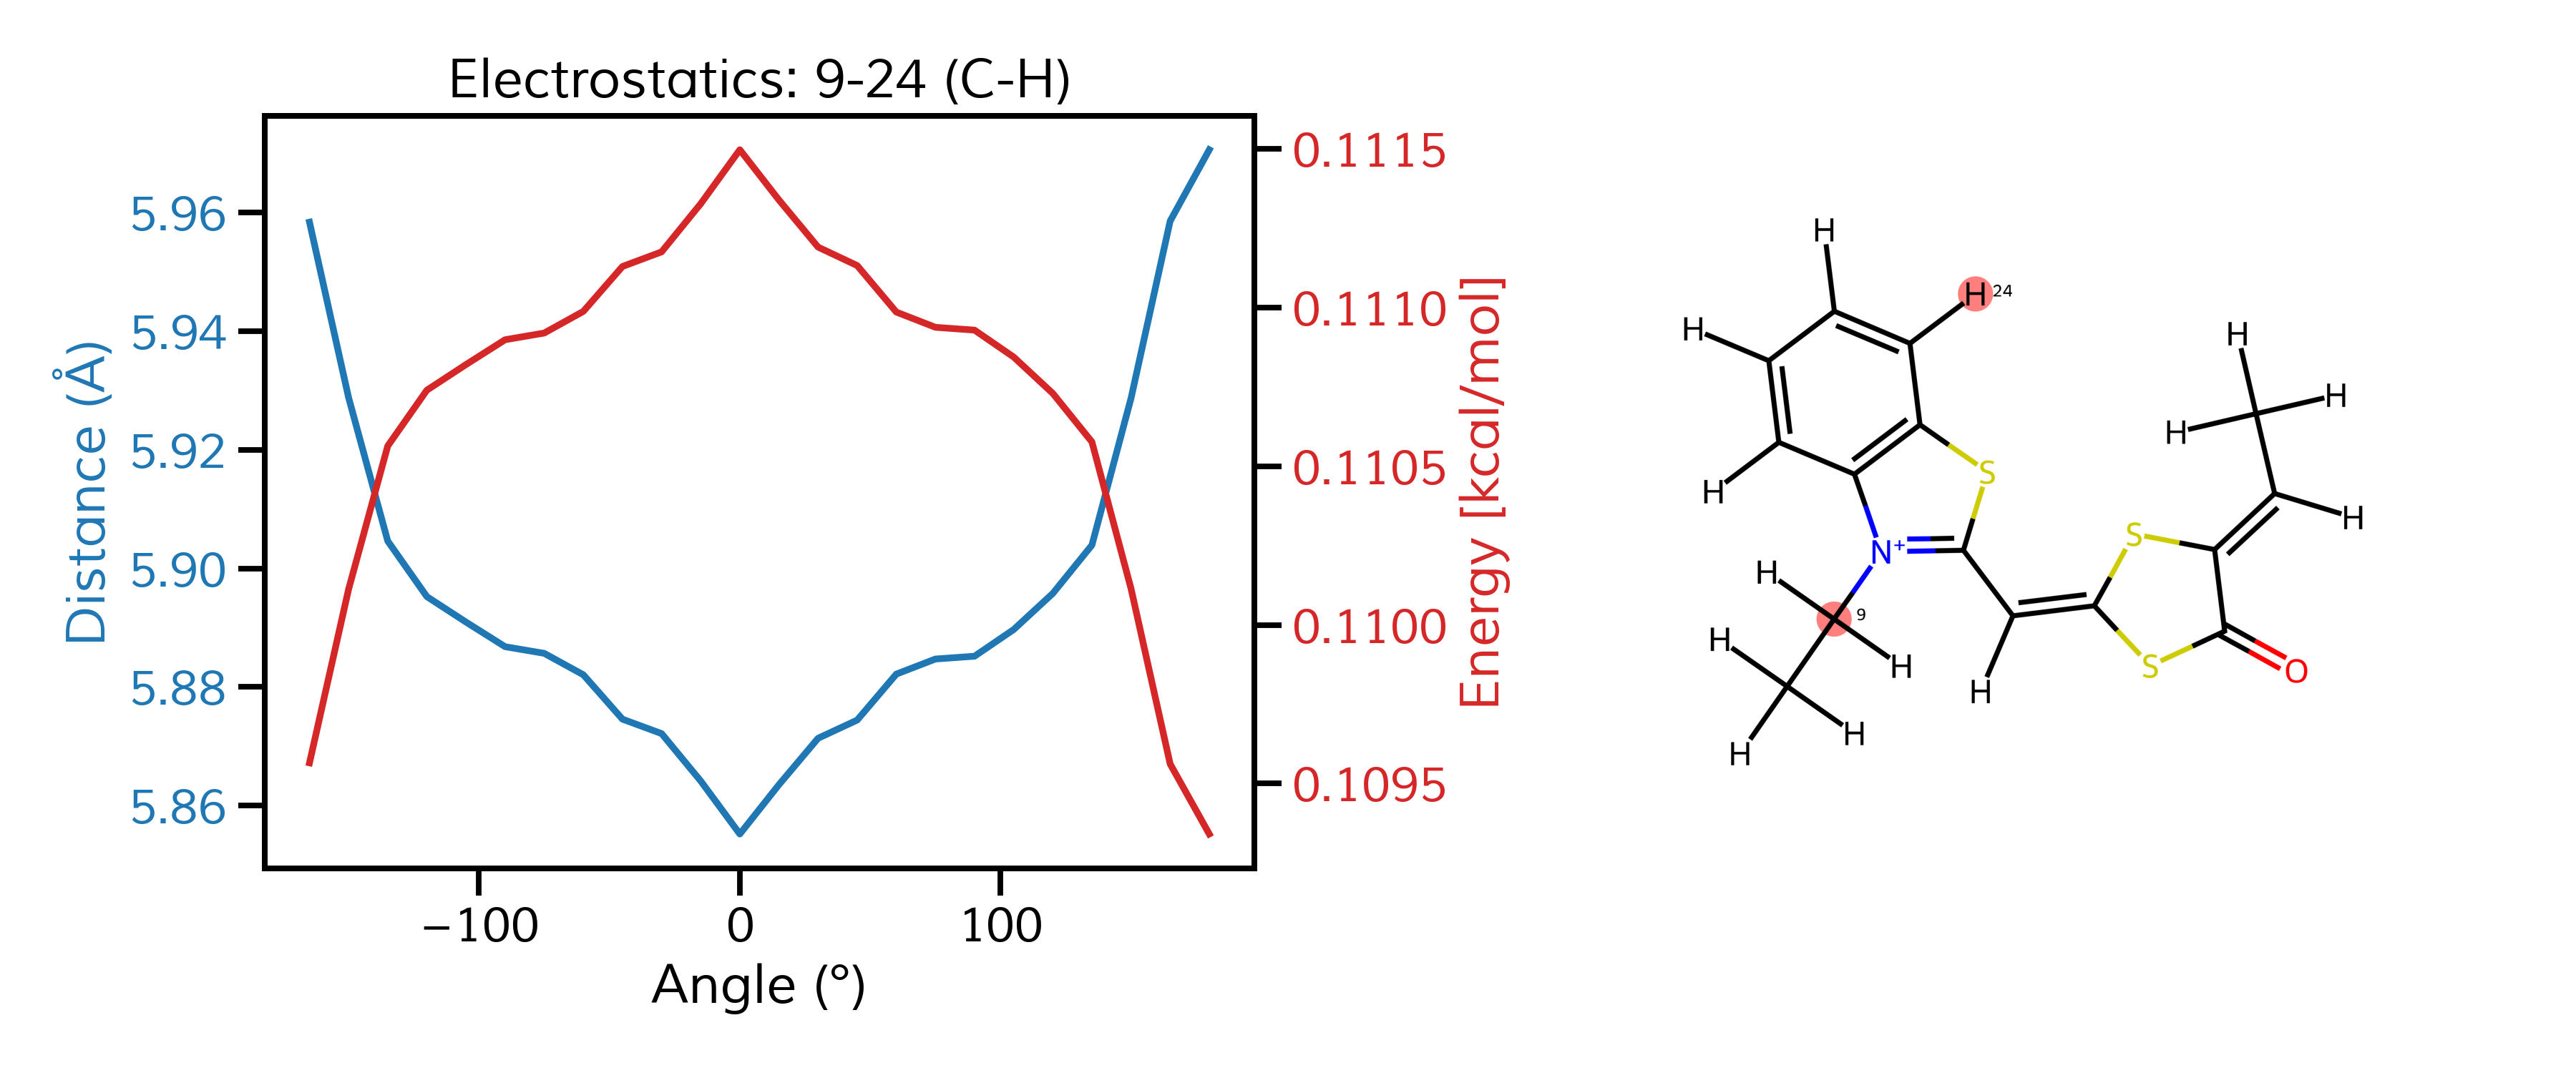 Electrostatics: 9-24 (C-H)
Distance (Å)
5.96
5.94
5.92
5.90
5.88
5.86
−100
0
100
Angle (°)
0.1115
0.1110
0.1105
0.1100
0.1095
Energy [kcal/mol]
H
H 24
H
H
H
H
H
S
S
H
N+
H
9
H
H
S
O
H
H
H